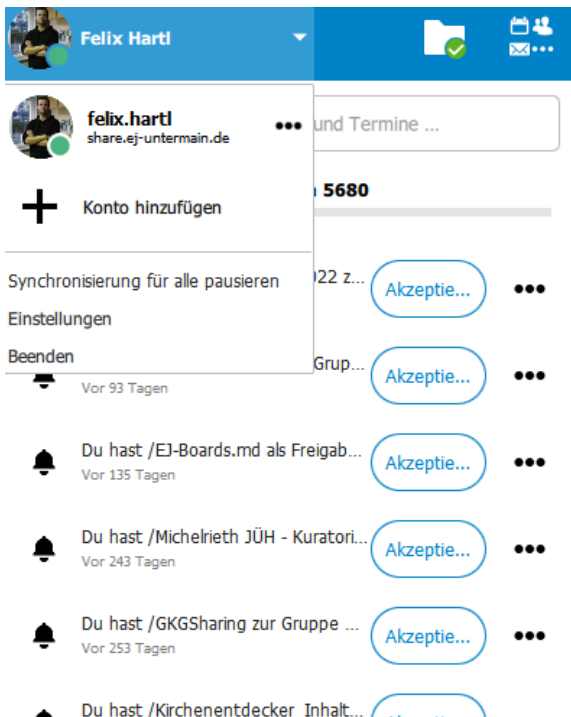 Felix Hartl
felix.hartl
share.ej-untermain.de
und Termine ...
Konto hinzufügen
5680
Synchronisierung für alle pausieren
022 z...
Akzeptie...
Einstellungen
Beenden
Grup...
Akzeptie...
Vor 93 Tagen
Du hast /EJ-Boards.md als Freigab...
Akzeptie...
Vor 135 Tagen
Du hast /Michelrieth JÜH - Kuratori...
Akzeptie...
Vor 243 Tagen
Du hast /GKGSharing zur Gruppe ...
Akzeptie...
Vor 253 Tagen
Du hast /Kirchenentdecker_Inhalt...